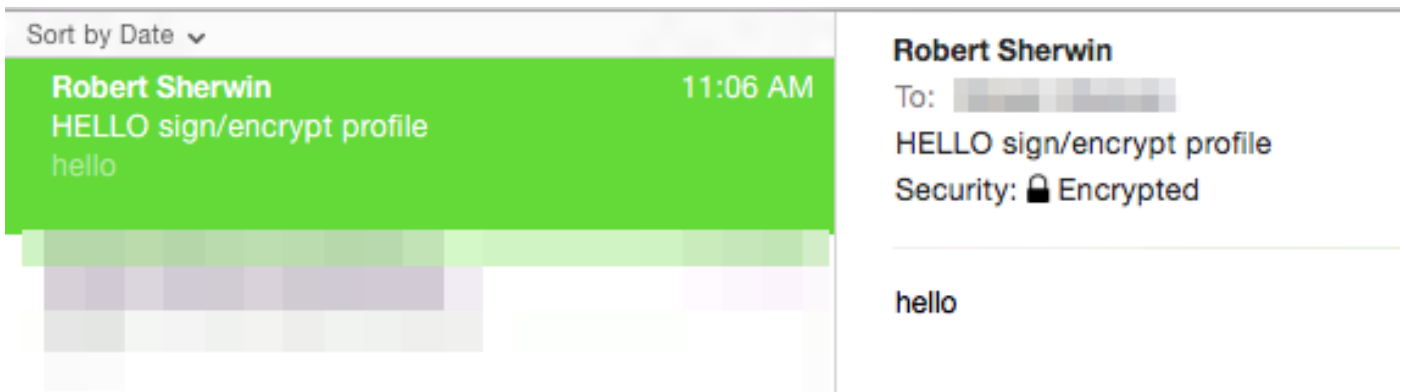 Sort by Date
Robert Sherwin 11:06 AM
HELLO sign/encrypt profile
hello
Robert Sherwin
To:
HELLO sign/encrypt profile
Security: Encrypted
hello